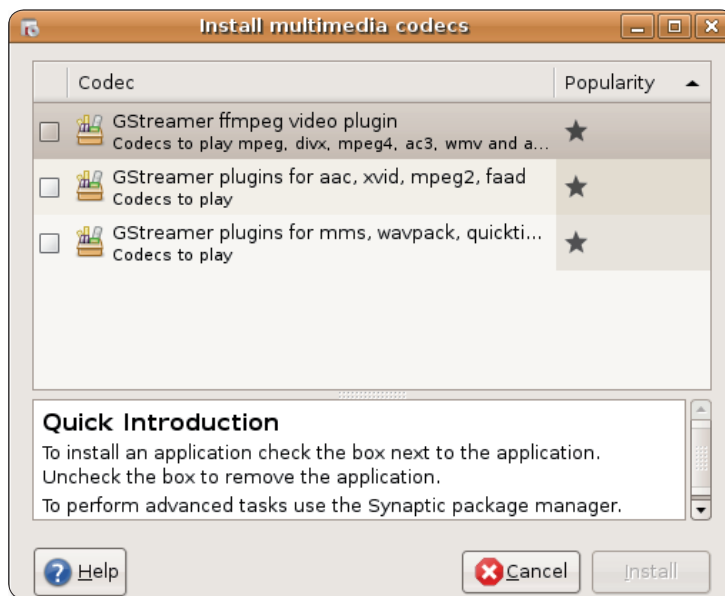 Install multimedia codecs
Codec Popularity
GStreamer ffmpeg video plugin
Codecs to play mpeg, divx, mpeg4, ac3, wmv and a...
GStreamer plugins for aac, xvid, mpeg2, faad
Codecs to play
GStreamer plugins for mms, wavpack, quickti...
Codecs to play
Quick Introduction
To install an application check the box next to the application.
Uncheck the box to remove the application.
To perform advanced tasks use the Synaptic package manager.
Help Cancel Install